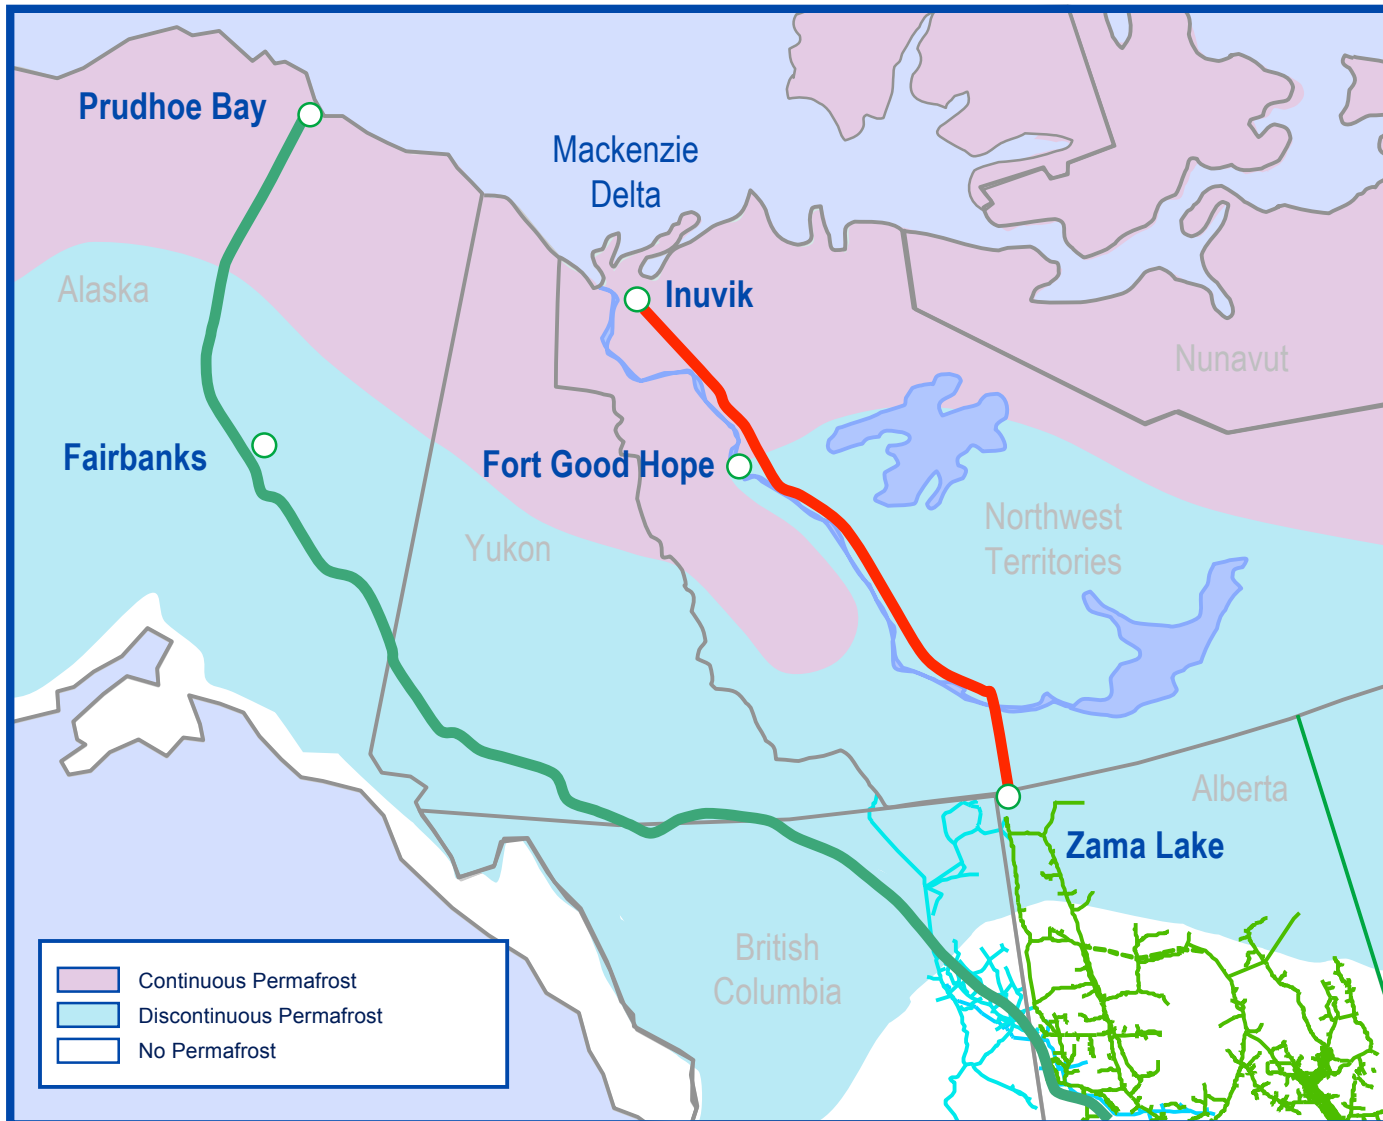 Prudhoe Bay
Mackenzie
Delta
Alaska
Inuvik
Nunavut
Fairbanks
Fort Good Hope
Yukon
Northwest
Territories
Alberta
Zama Lake
British
Columbia
Continuous Permafrost
Discontinuous Permafrost
No Permafrost